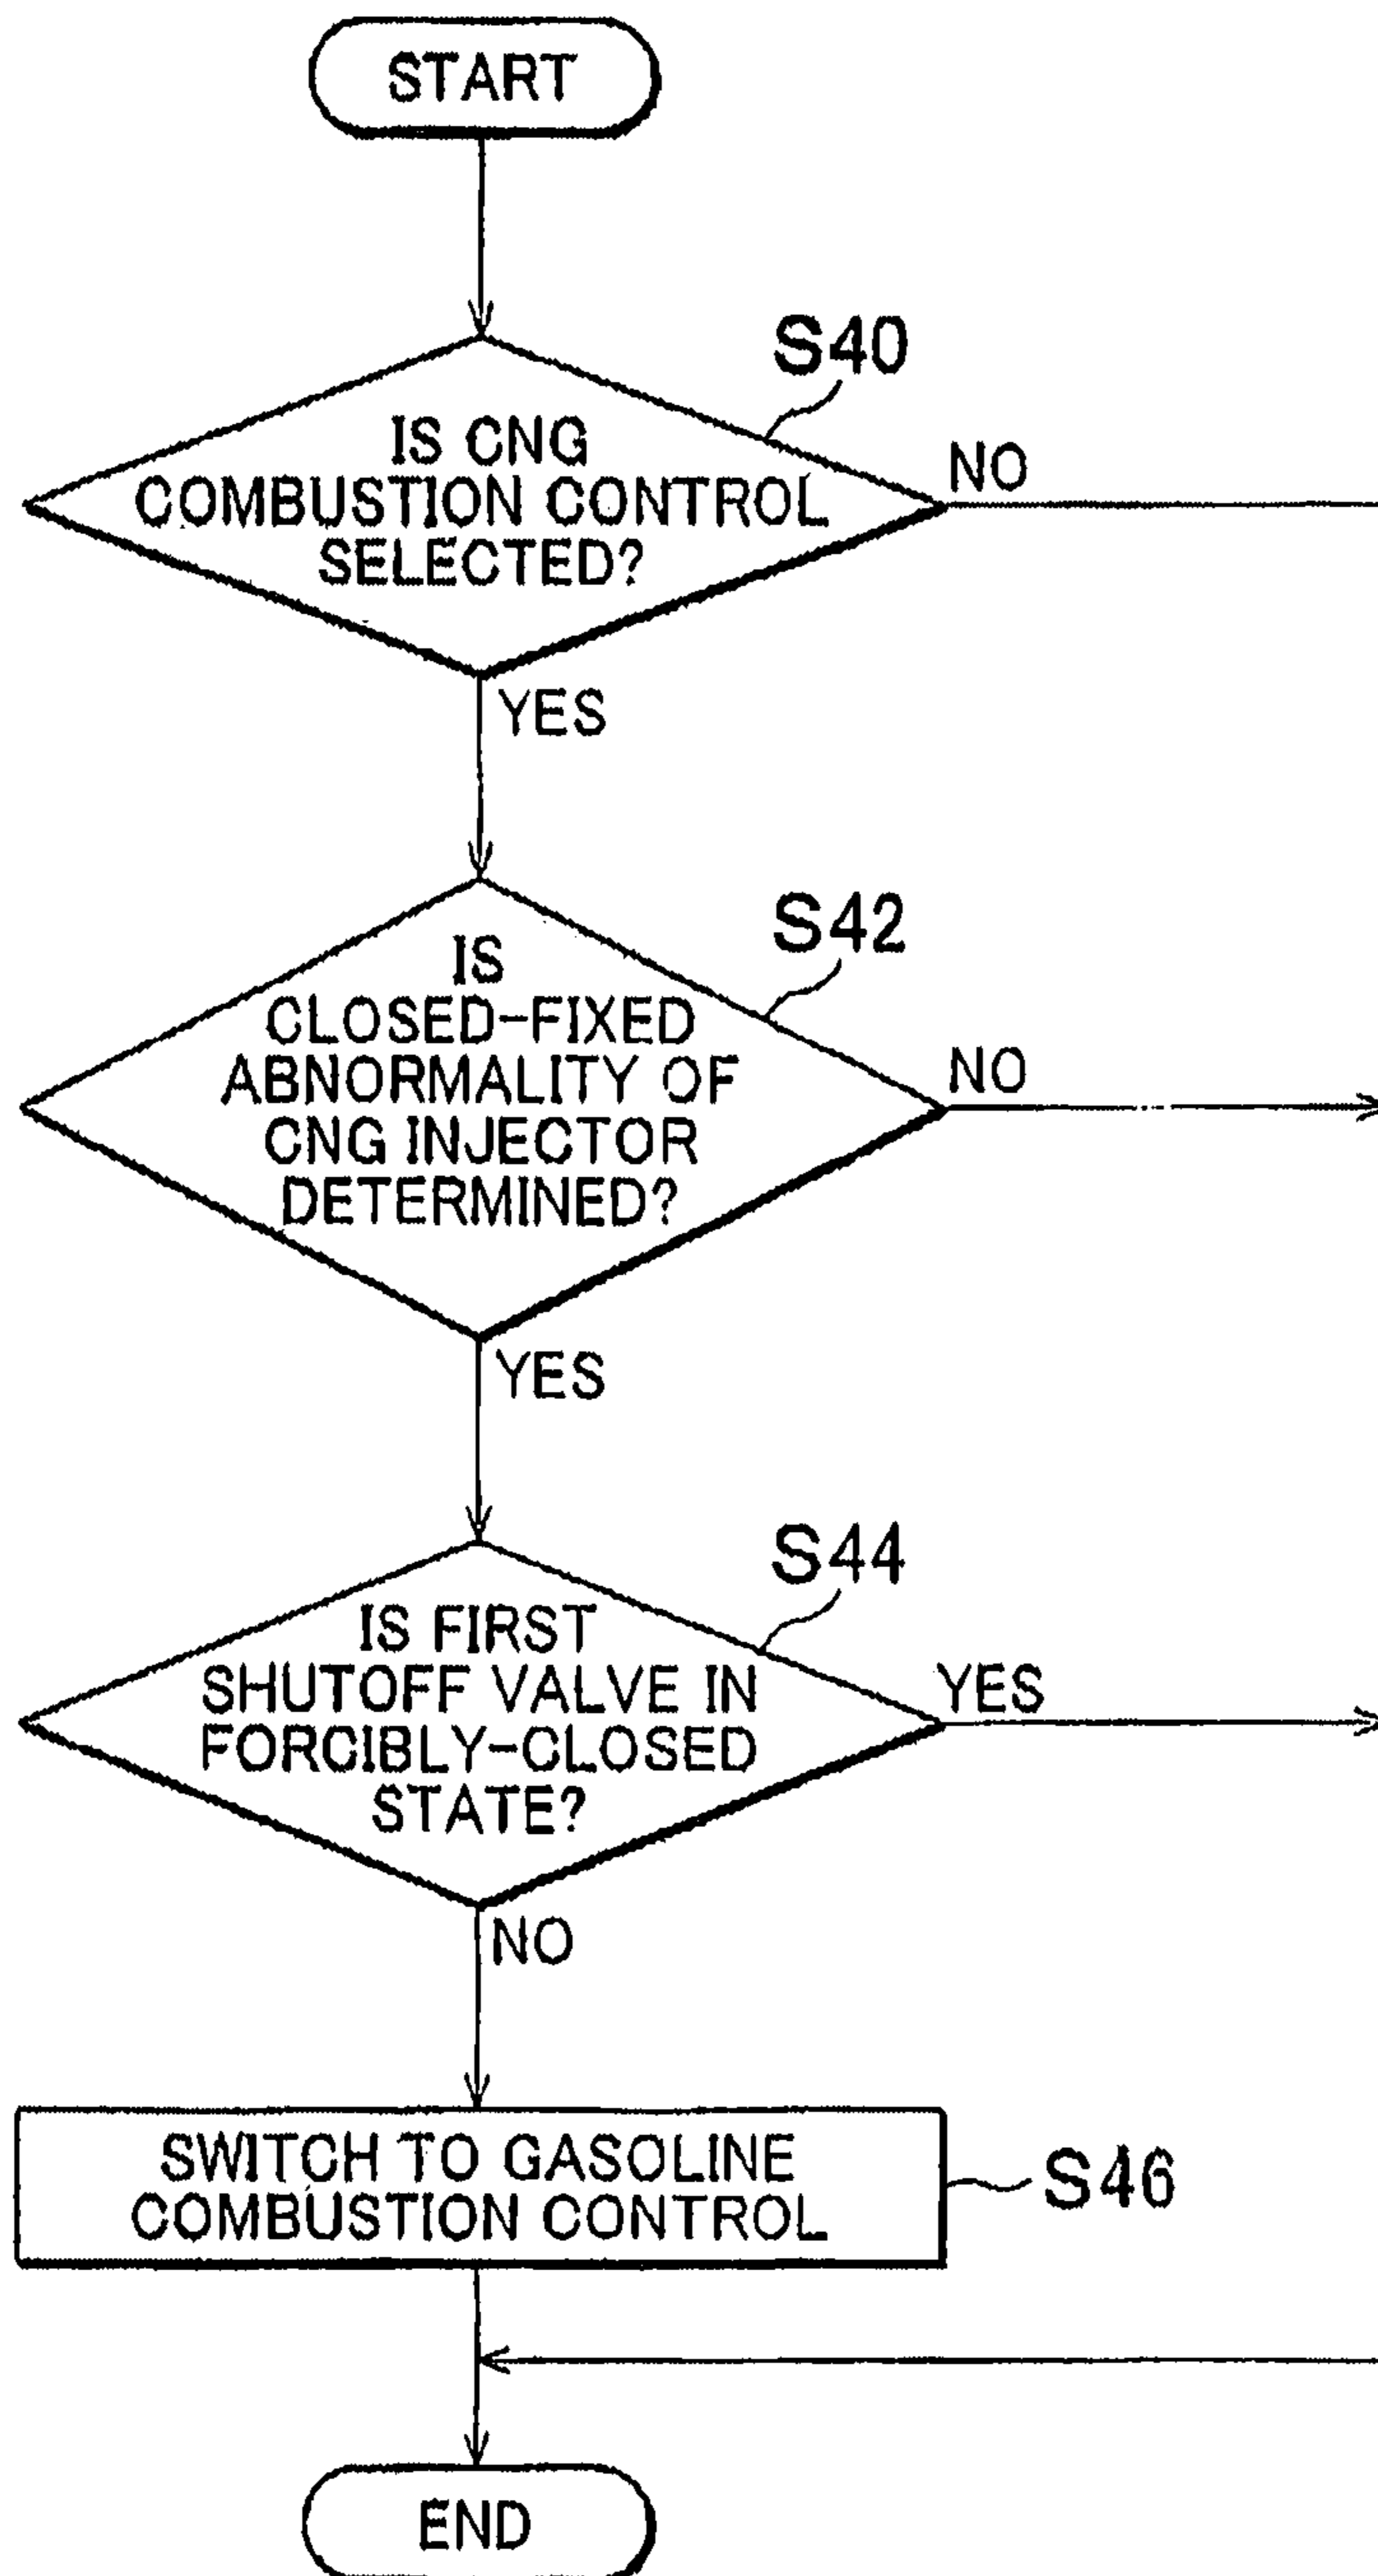 START
S40
IS CNG
COMBUSTION CONTROL
SELECTED?
NO
YES
S42
IS
CLOSED-FIXED
ABNORMALITY OF
CNG INJECTOR
DETERMINED?
NO
YES
S44
IS FIRST
SHUTOFF VALVE IN
FORCIBLY-CLOSED
STATE?
YES
NO
SWITCH TO GASOLINE
COMBUSTION CONTROL
S46
END